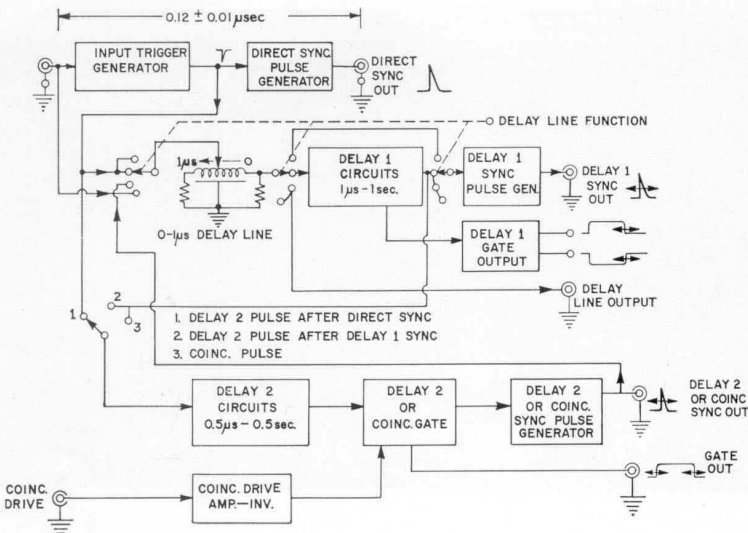 0.12 ± 0.01 μsec
INPUT TRIGGER
GENERATOR
DIRECT SYNC.
PULSE
GENERATOR
DIRECT
SYNC
OUT
DELAY LINE FUNCTION
1μs
0
0-1μs DELAY LINE
DELAY 1
CIRCUITS
1μs-1sec.
DELAY 1
SYNC
PULSE GEN.
DELAY 1
SYNC
OUT
DELAY 1
GATE
OUTPUT
DELAY
LINE OUTPUT
1
2
3
1. DELAY 2 PULSE AFTER DIRECT SYNC
2. DELAY 2 PULSE AFTER DELAY 1 SYNC
3. COINC. PULSE
DELAY 2
CIRCUITS
0.5μs-0.5sec.
DELAY 2
OR
COINC. GATE
DELAY 2
OR COINC.
SYNC PULSE
GENERATOR
DELAY 2
OR COINC
SYNC OUT
GATE
OUT
COINC.
DRIVE
COINC. DRIVE
AMP.-INV.